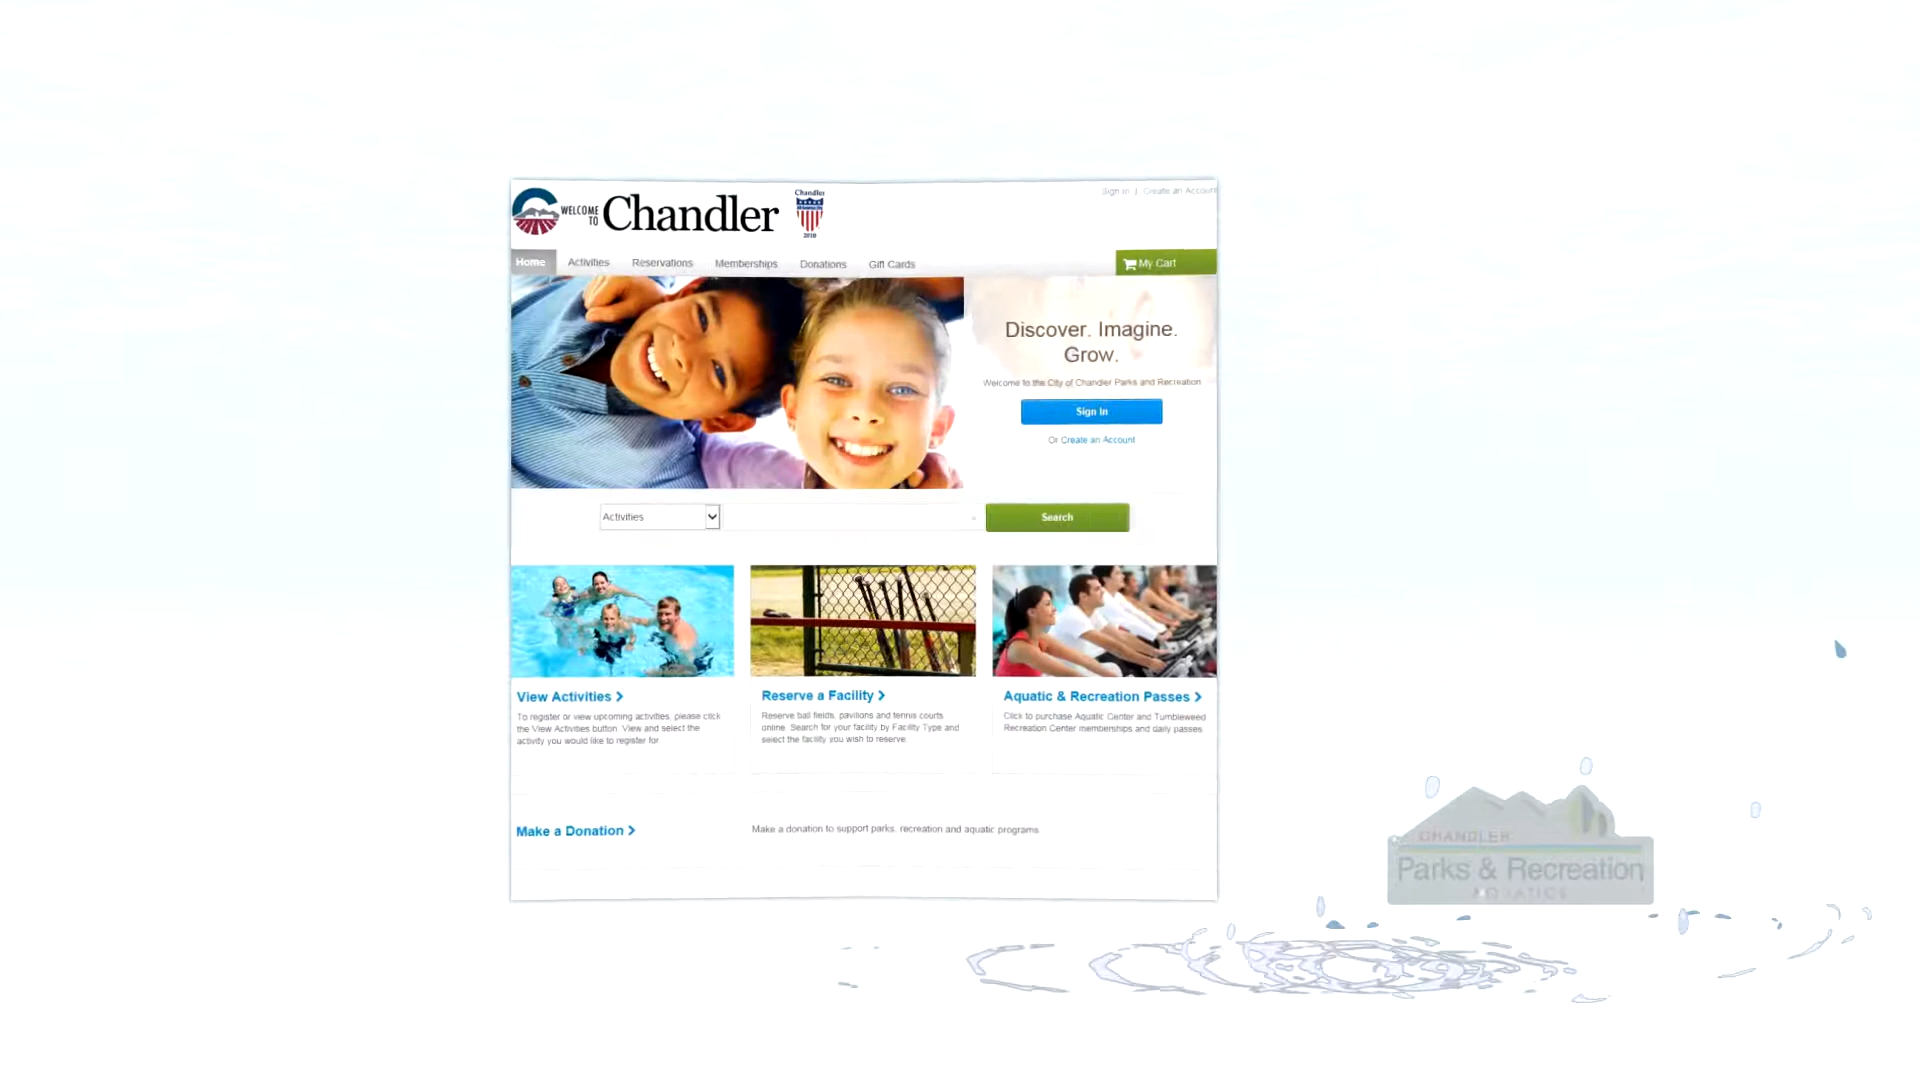 Sign In | Create an Account
WELCOME TO Chandler
Chandler
2010
Home Activities Reservations Memberships Donations Gift Cards My Cart
Discover. Imagine.
Grow.
Welcome to the City of Chandler Parks and Recreation
Sign In
Or Create an Account
Activities
Search
View Activities
To register or view upcoming activities, please click
the View Activities button. View and select the
activity you would like to register for
Reserve a Facility
Reserve ball fields, pavilions and tennis courts
online. Search for your facility by Facility Type and
select the facility you wish to reserve.
Aquatic & Recreation Passes
Click to purchase Aquatic Center and Tumbleweed
Recreation Center memberships and daily passes
Make a Donation
Make a donation to support parks, recreation and aquatic programs
CHANDLER
Parks & Recreation
AQUATICS